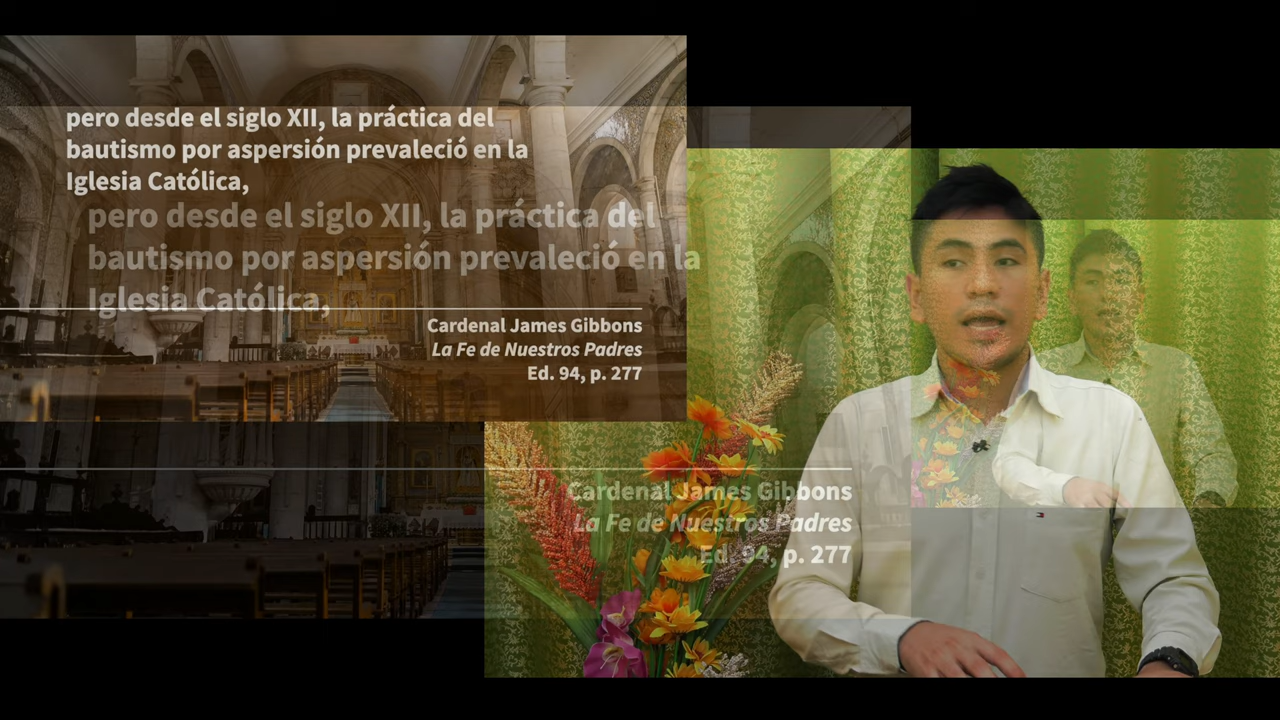 pero desde el siglo XII, la práctica del
bautismo por aspersión prevaleció en la
Iglesia Católica,
pero desde el siglo XII, la práctica del
bautismo por aspersión prevaleció en la
Iglesia Católica,
Cardenal James Gibbons
La Fe de Nuestros Padres
Ed. 94, p. 277
Cardenal James Gibbons
La Fe de Nuestros Padres
Ed. 94, p. 277